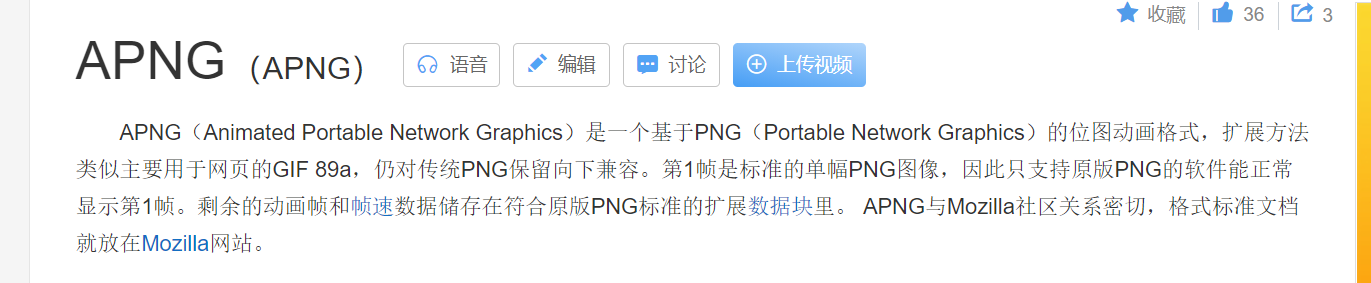 收藏 36 3
APNG（APNG） 语音 编辑 讨论 上传视频
APNG（Animated Portable Network Graphics）是一个基于PNG（Portable Network Graphics）的位图动画格式，扩展方法
类似主要用于网页的GIF 89a，仍对传统PNG保留向下兼容。第1帧是标准的单幅PNG图像，因此只支持原版PNG的软件能正常
显示第1帧。剩余的动画帧和帧速数据储存在符合原版PNG标准的扩展数据块里。 APNG与Mozilla社区关系密切，格式标准文档
就放在Mozilla网站。